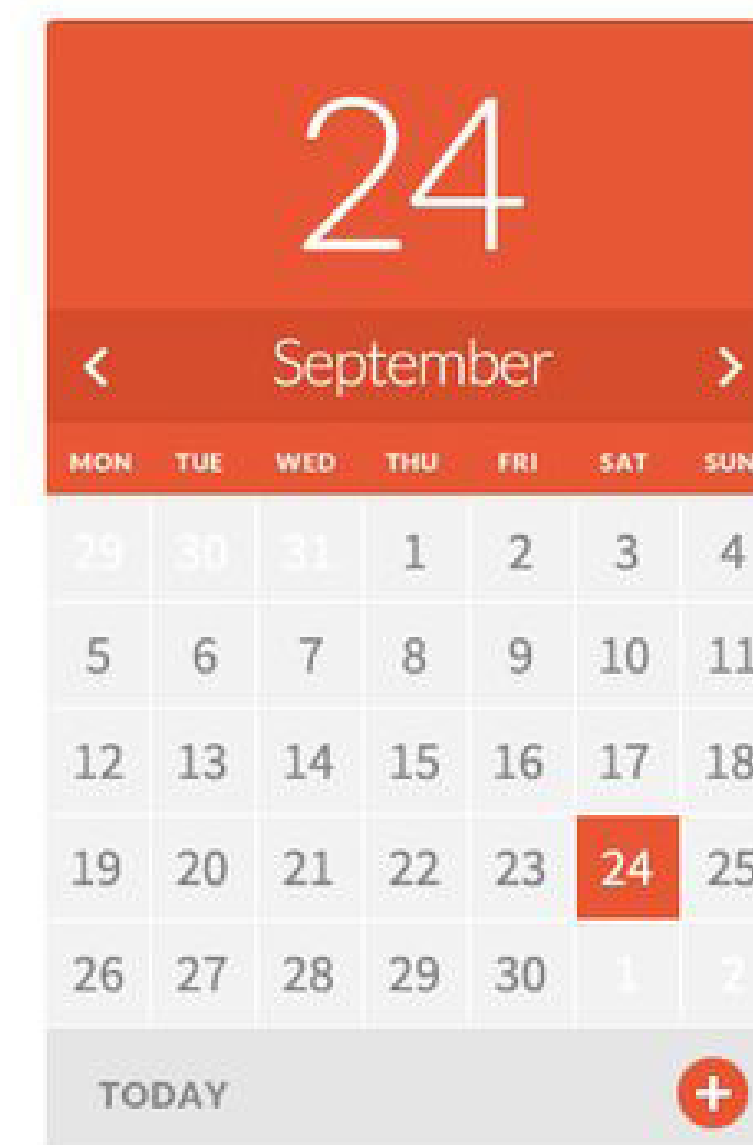 24
September
MON TUE WED THU FRI SAT SUN
29 30 31 1 2 3 4
5 6 7 8 9 10 11
12 13 14 15 16 17 18
19 20 21 22 23 24 25
26 27 28 29 30 1 2
TODAY